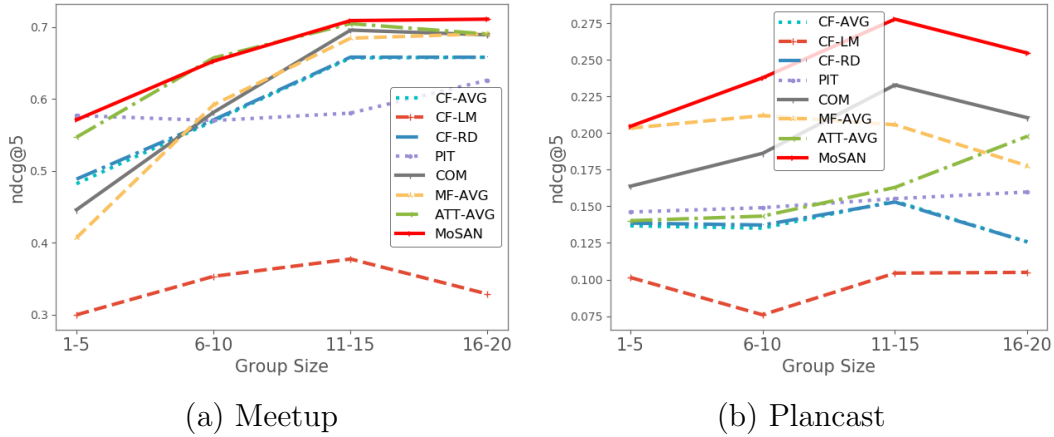 ndcg@5
0.7
0.6
0.5
0.4
0.3
1-5
6-10
11-15
16-20
Group Size
CF-AVG
CF-LM
CF-RD
PIT
COM
MF-AVG
ATT-AVG
MoSAN
(a) Meetup
ndcg@5
0.275
0.250
0.225
0.200
0.175
0.150
0.125
0.100
0.075
1-5
6-10
11-15
16-20
Group Size
CF-AVG
CF-LM
CF-RD
PIT
COM
MF-AVG
ATT-AVG
MoSAN
(b) Plancast